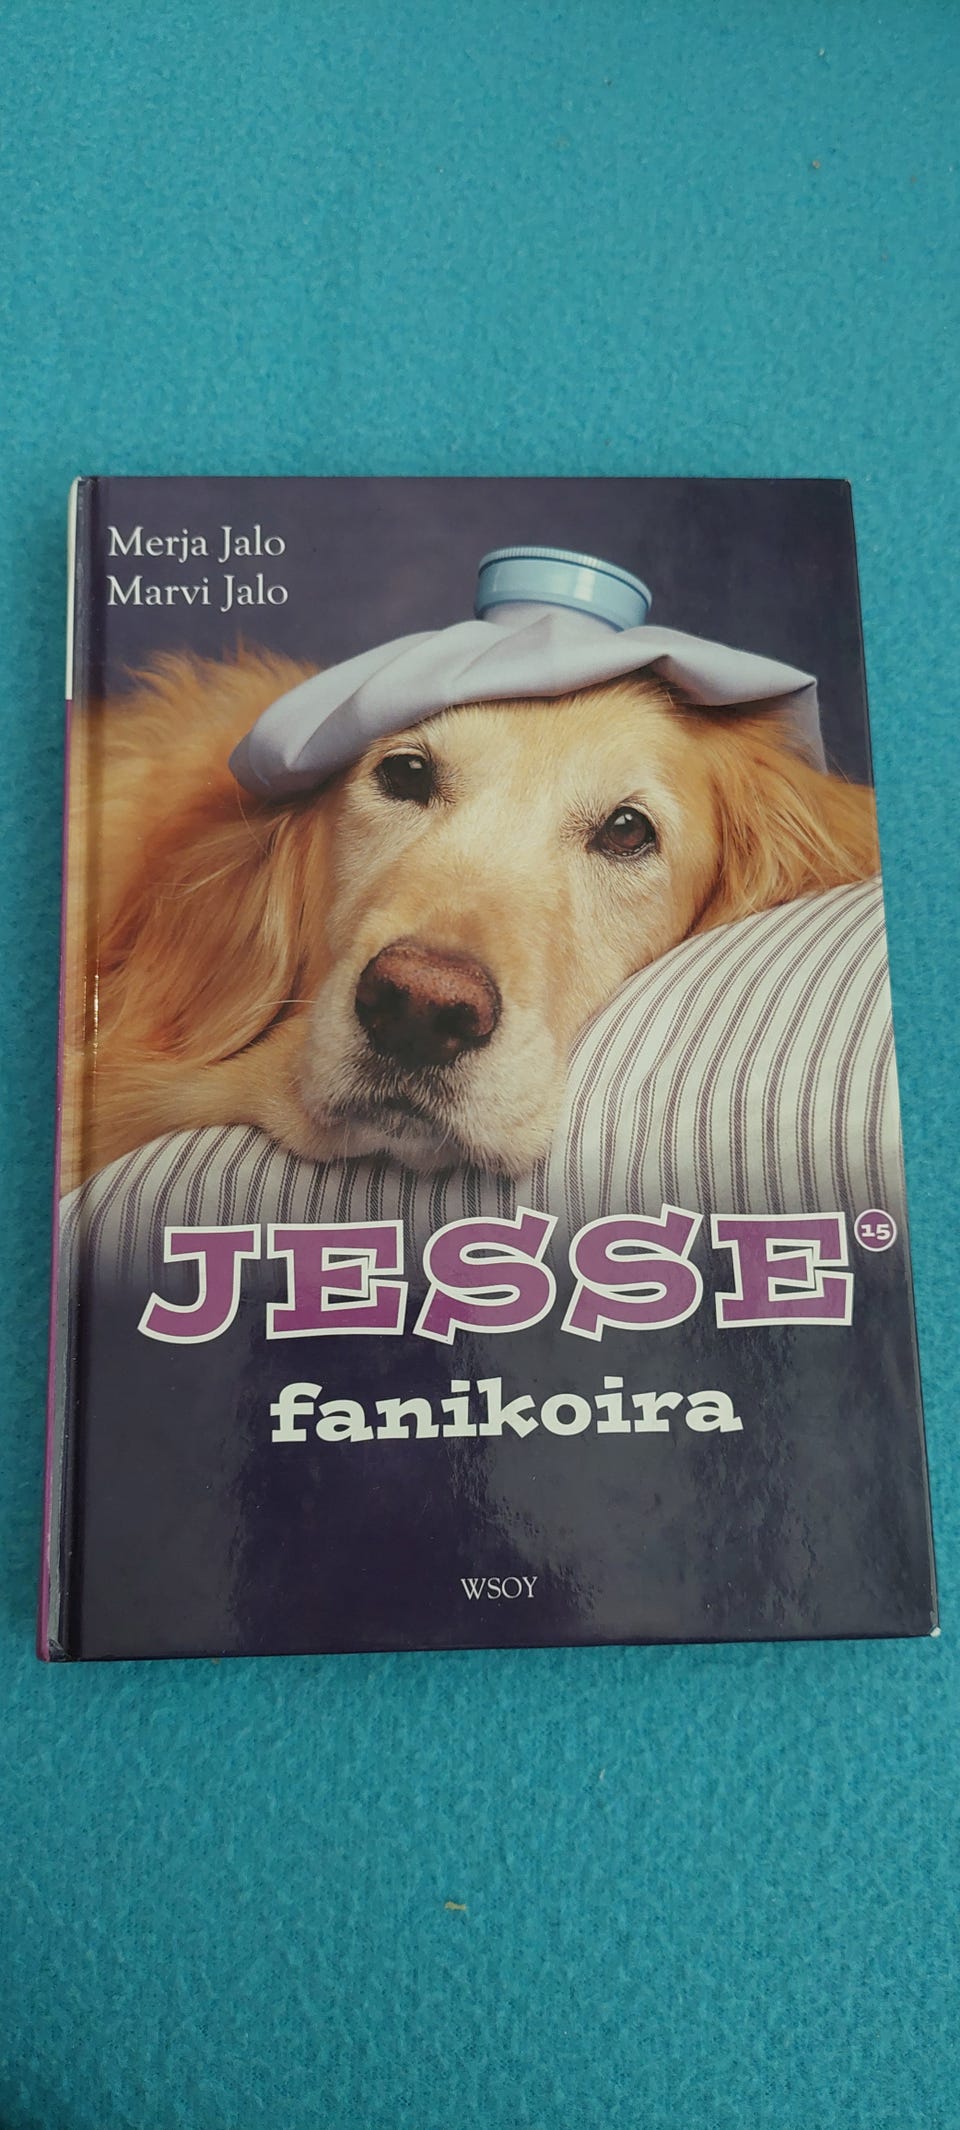 Merja Jalo
Marvi Jalo
JESSE 15
fanikoira
WSOY